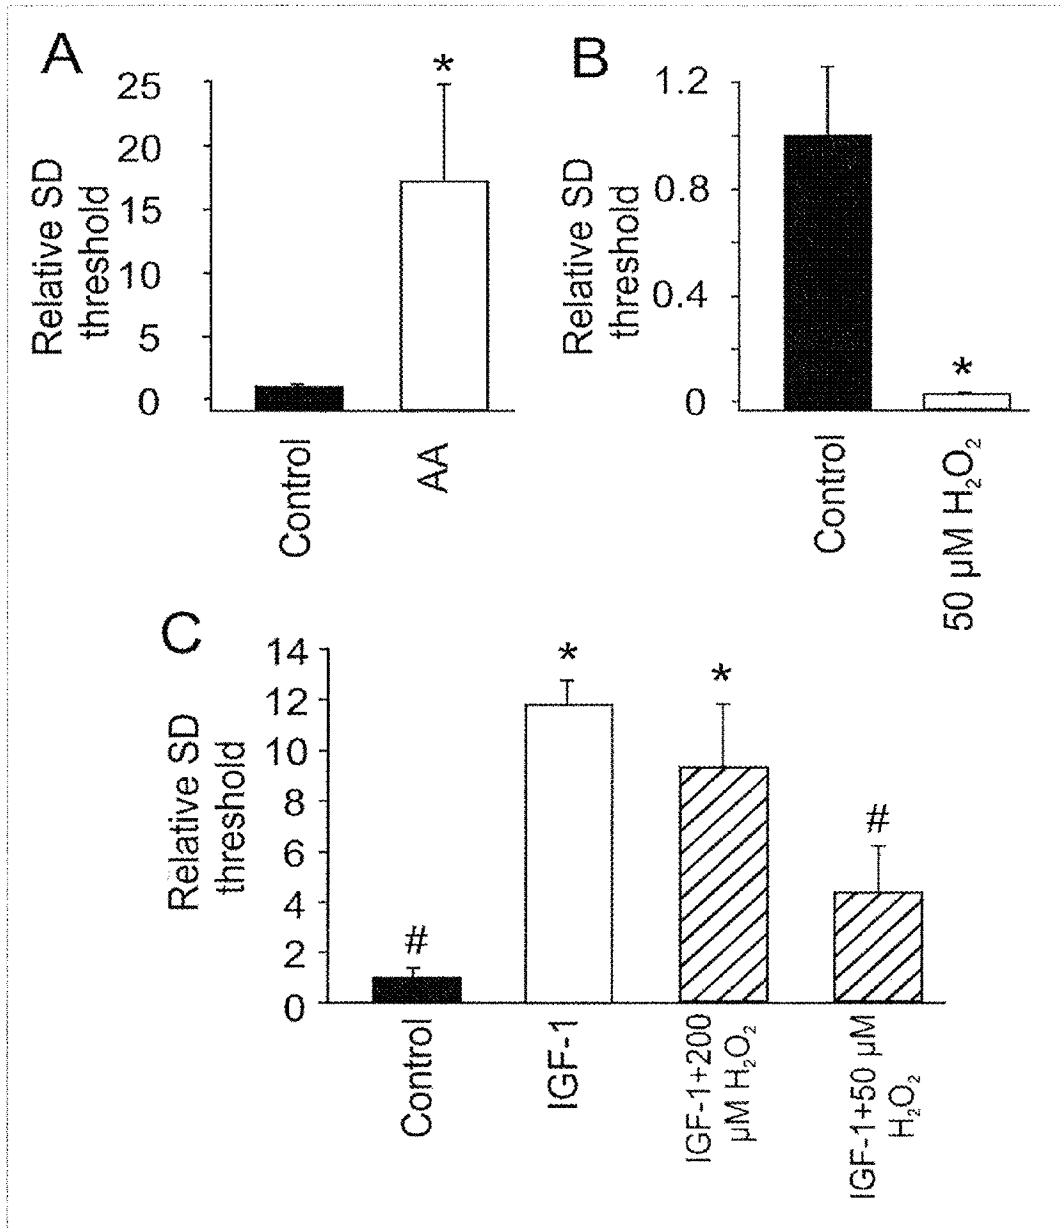 A
Relative SD
threshold
25
20
15
10
5
0
*
Control
AA
B
Relative SD
threshold
1.2
0.8
0.4
0
*
Control
50 µM H₂O₂
C
Relative SD
threshold
14
12
10
8
6
4
2
0
#
*
*
#
Control
IGF-1
IGF-1+200
µM H₂O₂
IGF-1+50 µM
H₂O₂